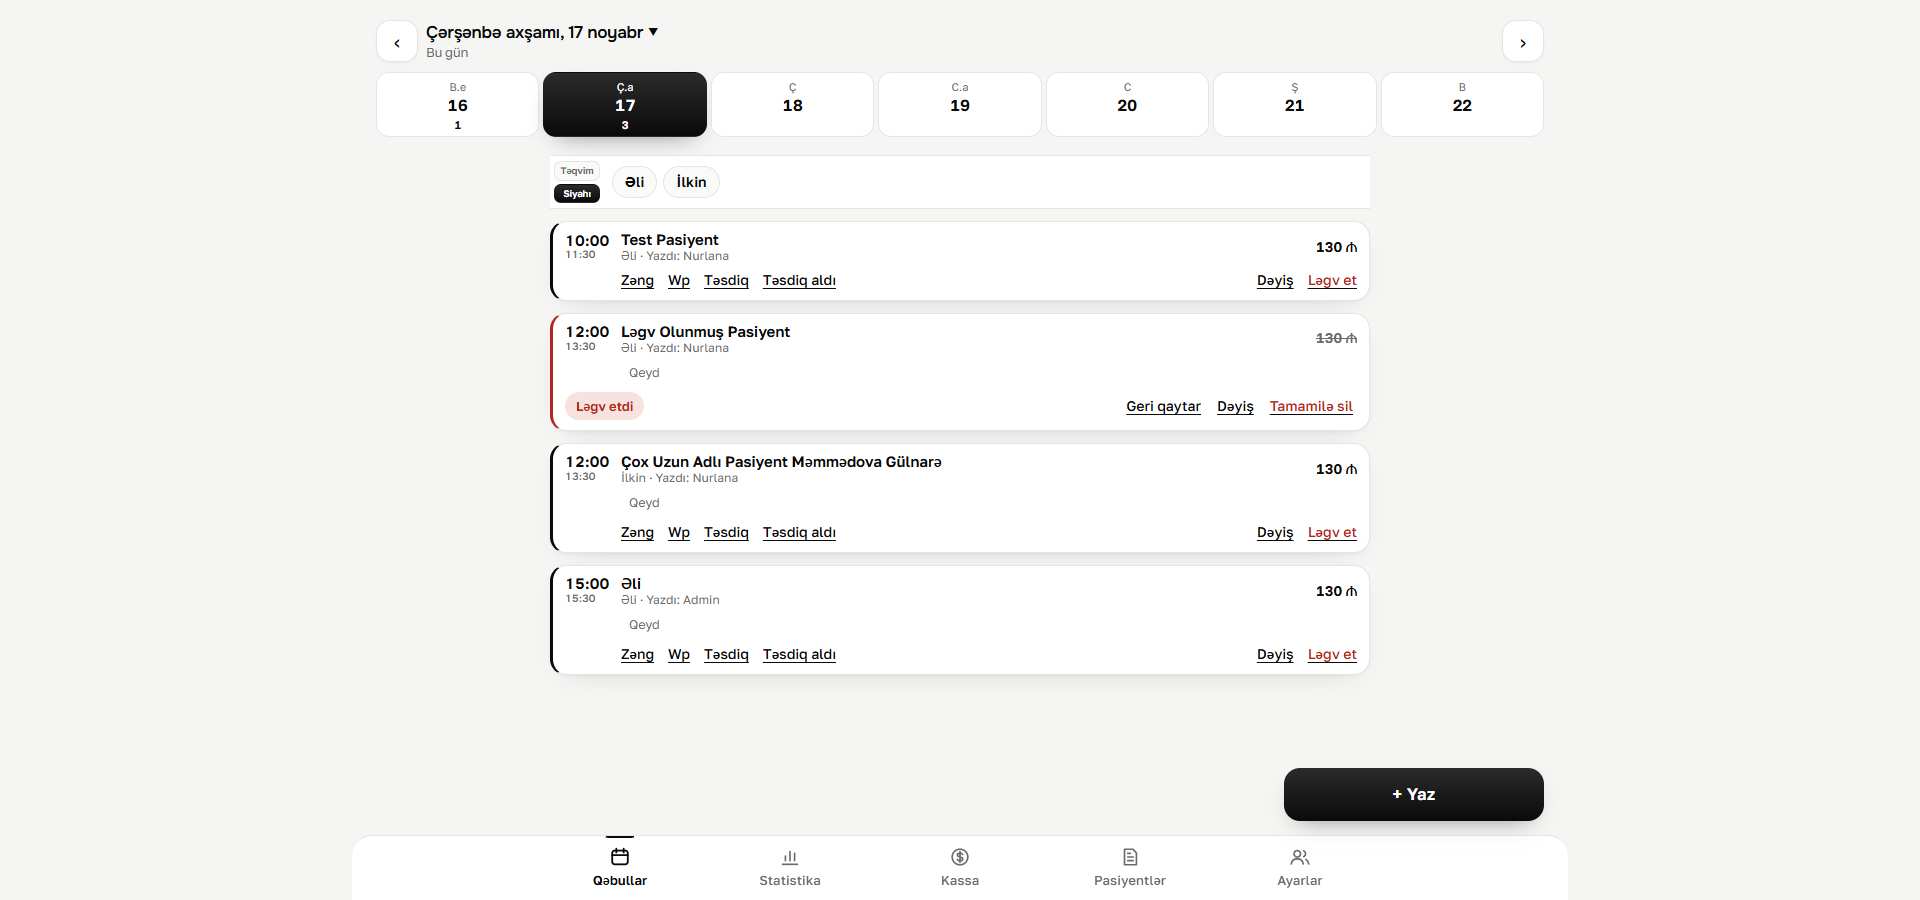 ‹
Çərşənbə axşamı, 17 noyabr ▼
Bu gün
›
B.e
16
1
Ç.a
17
3
Ç
18
C.a
19
C
20
Ş
21
B
22
Təqvim
Siyahı
Əli
İlkin
10:00
11:30
Test Pasiyent
Əli · Yazdı: Nurlana
130 ₼
Zəng Wp Təsdiq Təsdiq aldı
Dəyiş Ləgv et
12:00
13:30
Ləgv Olunmuş Pasiyent
Əli · Yazdı: Nurlana
130 ₼
Qeyd
Ləgv etdi
Geri qaytar Dəyiş Tamamilə sil
12:00
13:30
Çox Uzun Adlı Pasiyent Məmmədova Gülnarə
İlkin · Yazdı: Nurlana
130 ₼
Qeyd
Zəng Wp Təsdiq Təsdiq aldı
Dəyiş Ləgv et
15:00
15:30
Əli
Əli · Yazdı: Admin
130 ₼
Qeyd
Zəng Wp Təsdiq Təsdiq aldı
Dəyiş Ləgv et
+ Yaz
Qəbullar
Statistika
Kassa
Pasiyentlər
Ayarlar